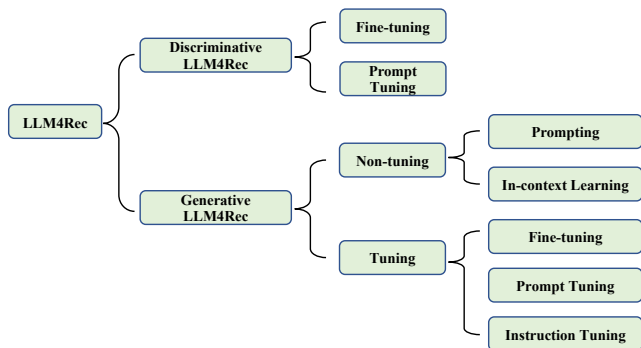 LLM4Rec
Discriminative
LLM4Rec
Fine-tuning
Prompt
Tuning
Generative
LLM4Rec
Non-tuning
Prompting
In-context Learning
Tuning
Fine-tuning
Prompt Tuning
Instruction Tuning